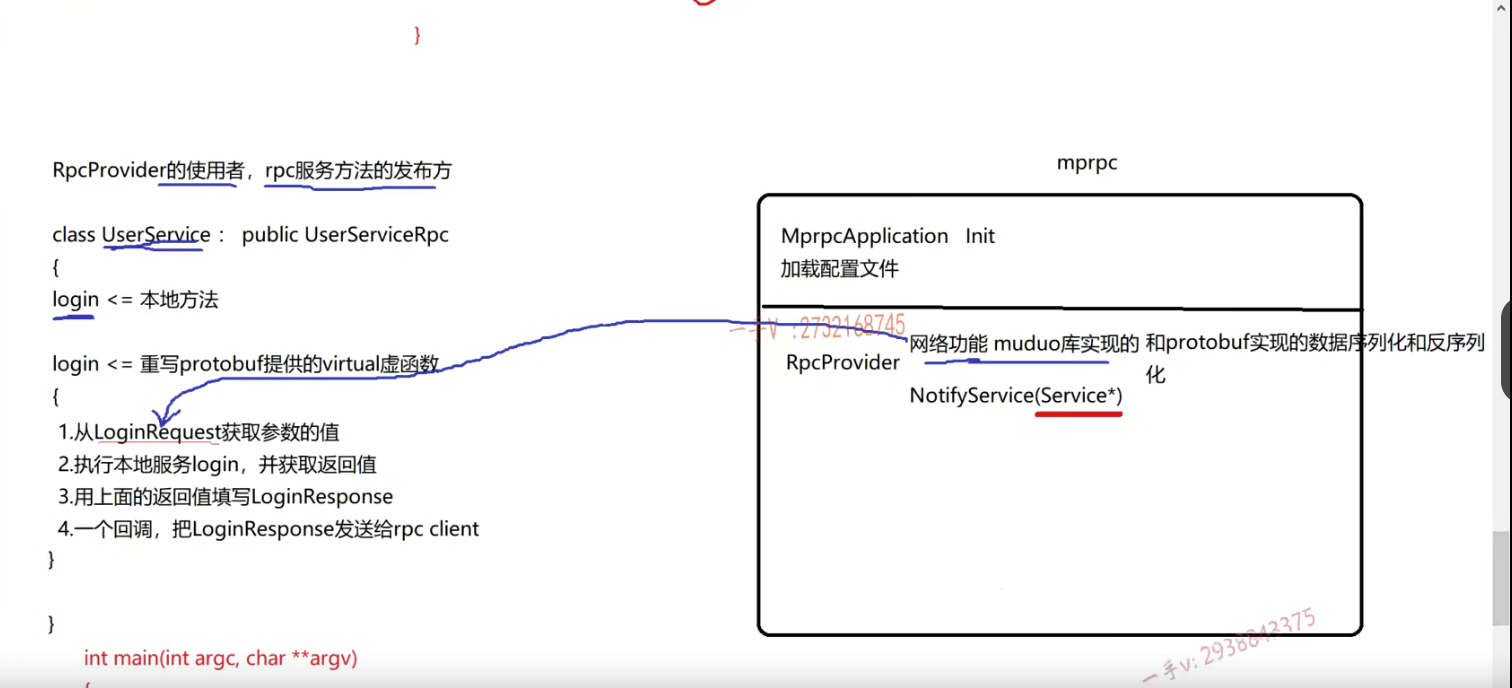 }
RpcProvider的使用者，rpc服务方法的发布方
class UserService ： public UserServiceRpc
{
login <= 本地方法
login <= 重写protobuf提供的virtual虚函数
{
1.从LoginRequest获取参数的值
2.执行本地服务login，并获取返回值
3.用上面的返回值填写LoginResponse
4.一个回调，把LoginResponse发送给rpc client
}
}
int main(int argc, char **argv)
{
mprpc
MprpcApplication Init
加载配置文件
一手V :2732168745
RpcProvider
网络功能 muduo库实现的 和protobuf实现的数据序列化和反序列
化
NotifyService(Service*)
一手v: 2938843375